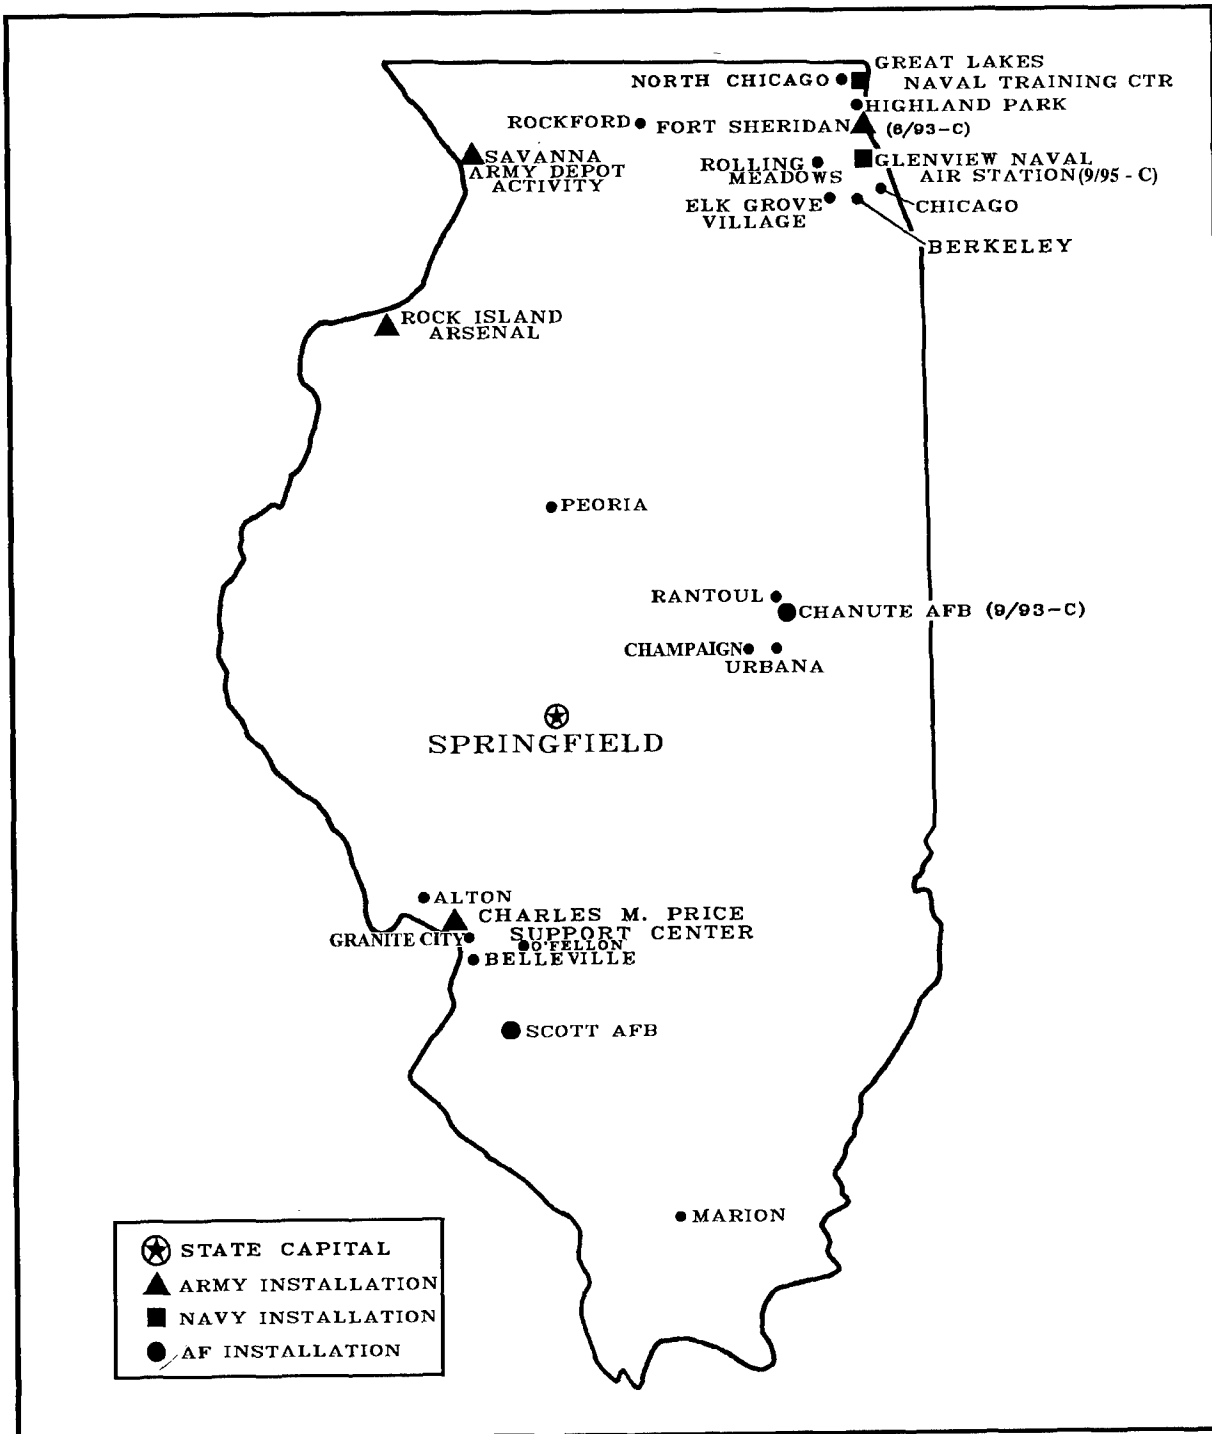 GREAT LAKES
NORTH CHICAGO
NAVAL TRAINING CTR
HIGHLAND PARK
ROCKFORD
FORT SHERIDAN
(6/93-C)
SAVANNA
ARMY DEPOT
ACTIVITY
ROLLING
MEADOWS
GLENVIEW NAVAL
AIR STATION(9/95 - C)
ELK GROVE
VILLAGE
CHICAGO
BERKELEY
ROCK ISLAND
ARSENAL
PEORIA
RANTOUL
CHANUTE AFB (9/93-C)
CHAMPAIGN
URBANA
SPRINGFIELD
ALTON
CHARLES M. PRICE
SUPPORT CENTER
GRANITE CITY
O'FELLON
BELLEVILLE
SCOTT AFB
MARION
STATE CAPITAL
ARMY INSTALLATION
NAVY INSTALLATION
AF INSTALLATION